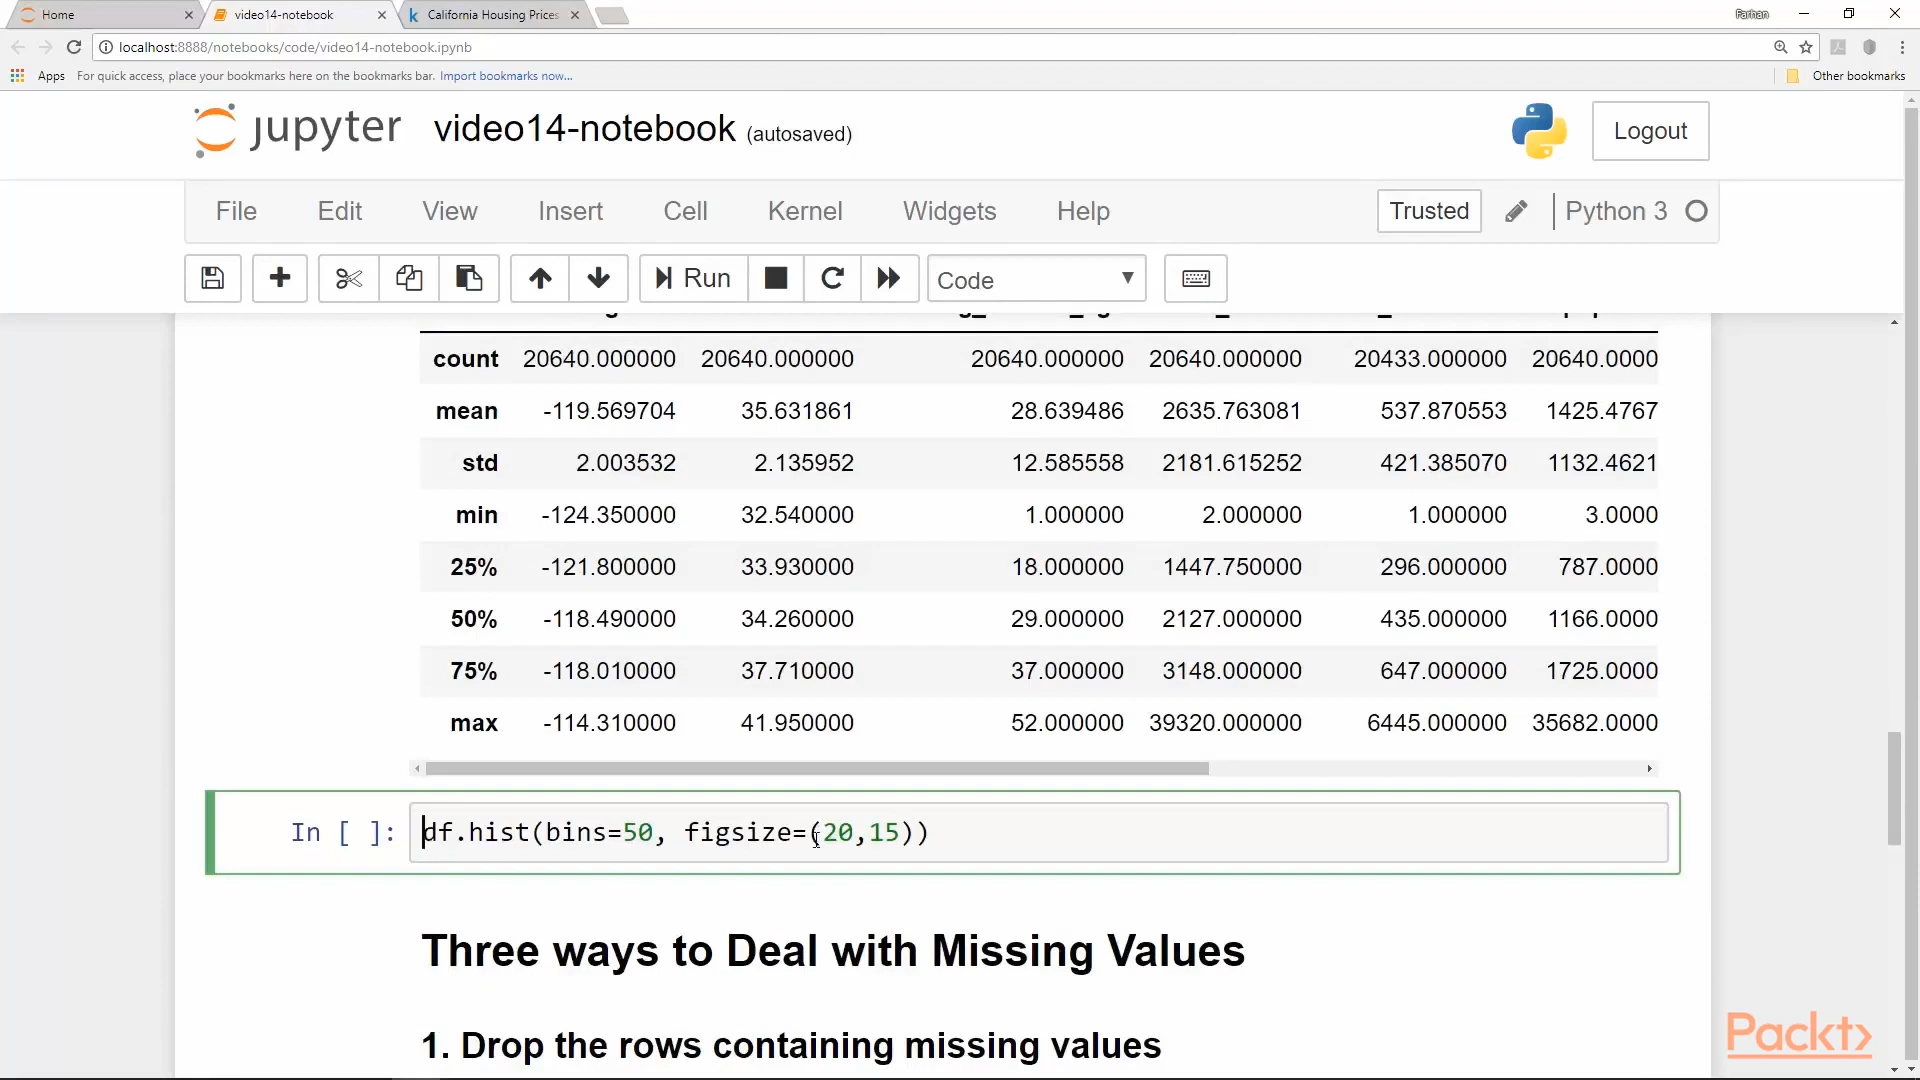 Home
video14-notebook
California Housing Prices
Farhan
localhost:8888/notebooks/code/video14-notebook.ipynb
Apps For quick access, place your bookmarks here on the bookmarks bar. Import bookmarks now... Other bookmarks
jupyter video14-notebook (autosaved) Logout
File Edit View Insert Cell Kernel Widgets Help Trusted Python 3
Run Code
count 20640.000000 20640.000000 20640.000000 20640.000000 20433.000000 20640.0000
mean -119.569704 35.631861 28.639486 2635.763081 537.870553 1425.4767
std 2.003532 2.135952 12.585558 2181.615252 421.385070 1132.4621
min -124.350000 32.540000 1.000000 2.000000 1.000000 3.0000
25% -121.800000 33.930000 18.000000 1447.750000 296.000000 787.0000
50% -118.490000 34.260000 29.000000 2127.000000 435.000000 1166.0000
75% -118.010000 37.710000 37.000000 3148.000000 647.000000 1725.0000
max -114.310000 41.950000 52.000000 39320.000000 6445.000000 35682.0000
In [ ]: df.hist(bins=50, figsize=(20,15))
Three ways to Deal with Missing Values
1. Drop the rows containing missing values
Packt>